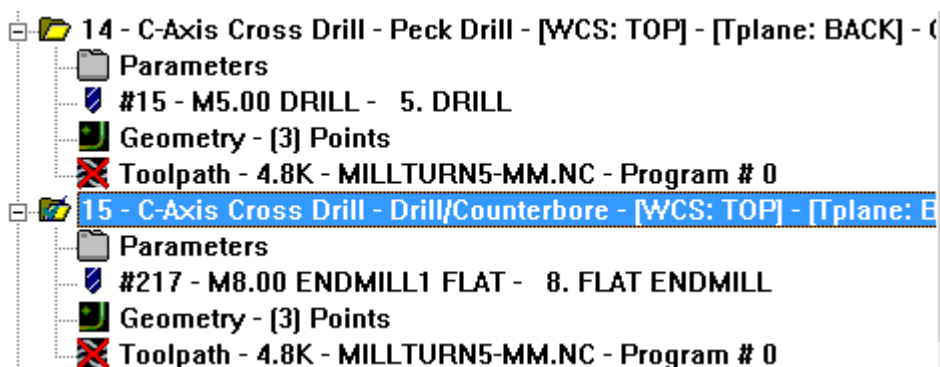 14 - C-Axis Cross Drill - Peck Drill - [WCS: TOP] - [Tplane: BACK] - (
Parameters
#15 - M5.00 DRILL - 5. DRILL
Geometry - (3) Points
Toolpath - 4.8K - MILLTURN5-MM.NC - Program # 0
15 - C-Axis Cross Drill - Drill/Counterbore - [WCS: TOP] - [Tplane: B
Parameters
#217 - M8.00 ENDMILL1 FLAT - 8. FLAT ENDMILL
Geometry - (3) Points
Toolpath - 4.8K - MILLTURN5-MM.NC - Program # 0